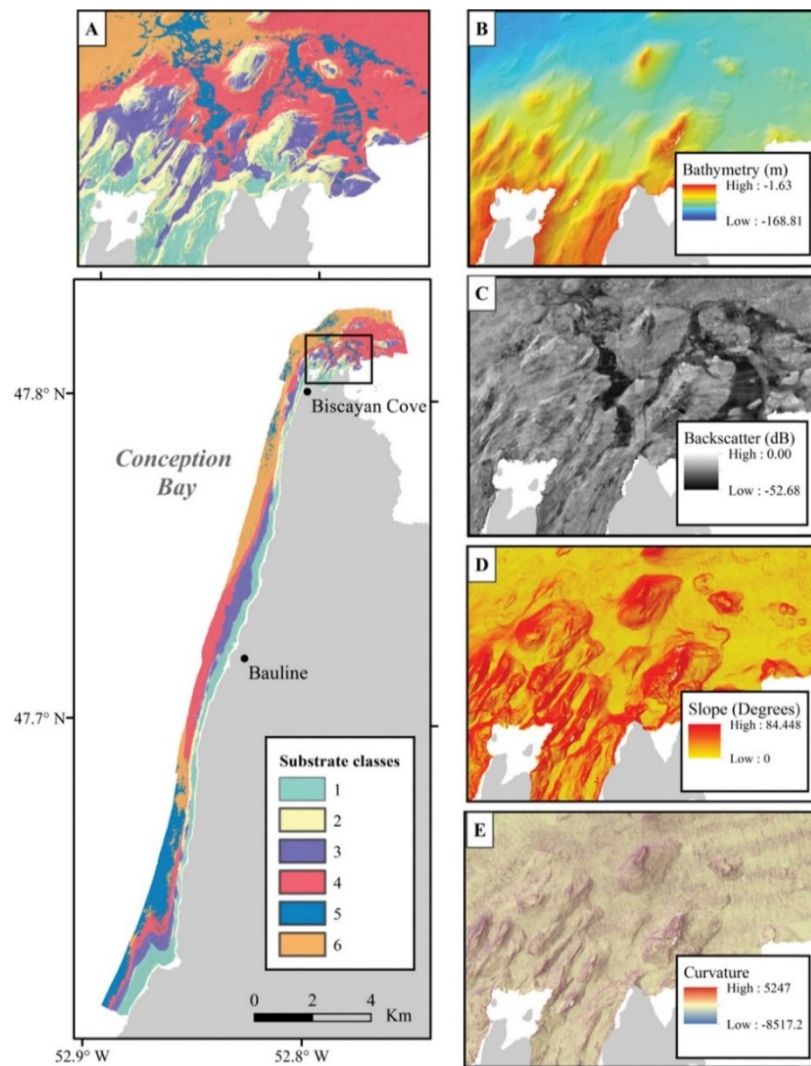 A
B
Bathymetry (m)
High : -1.63
Low : -168.81
C
Backscatter (dB)
High : 0.00
Low : -52.68
D
Slope (Degrees)
High : 84.448
Low : 0
E
Curvature
High : 5247
Low : -8517.2
47.8° N
Biscayan Cove
Conception
Bay
Bauline
47.7° N
Substrate classes
1
2
3
4
5
6
0 2 4
Km
52.9° W 52.8° W